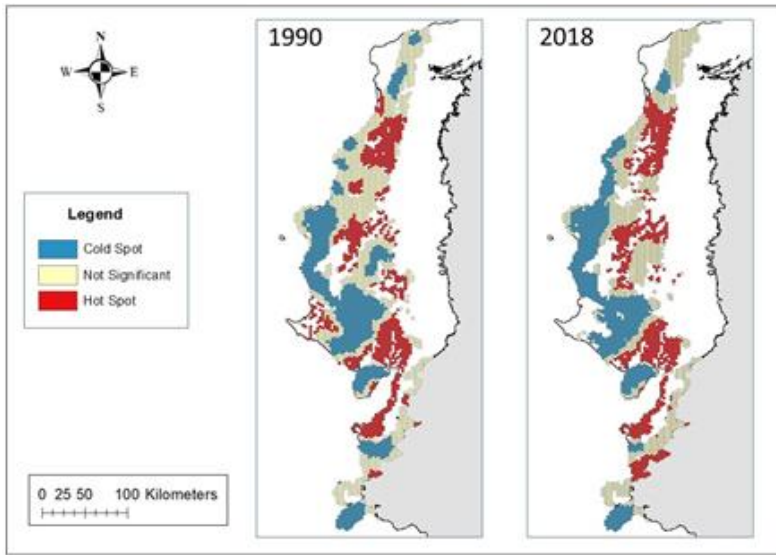 1990
2018
N
W E
S
Legend
Cold Spot
Not Significant
Hot Spot
0 25 50 100 Kilometers